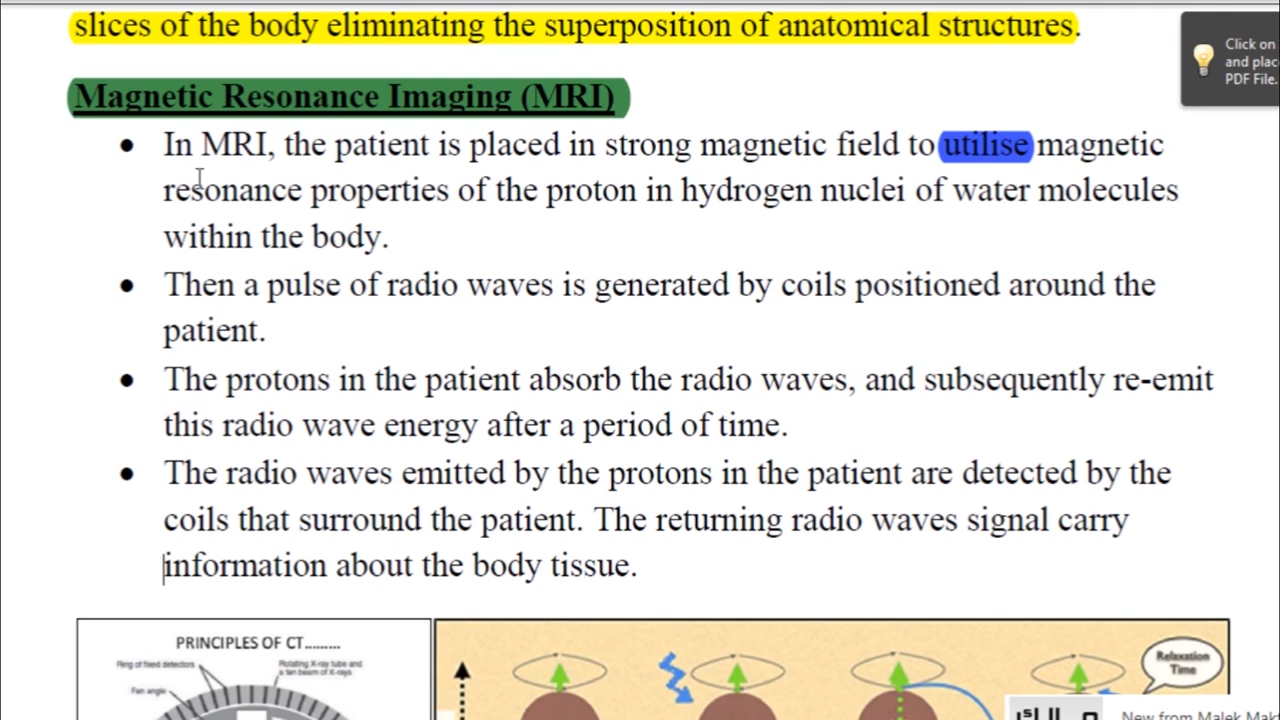 slices of the body eliminating the superposition of anatomical structures.
Click on
and plac
PDF File.
Magnetic Resonance Imaging (MRI)
• In MRI, the patient is placed in strong magnetic field to utilise magnetic
resonance properties of the proton in hydrogen nuclei of water molecules
within the body.
• Then a pulse of radio waves is generated by coils positioned around the
patient.
• The protons in the patient absorb the radio waves, and subsequently re-emit
this radio wave energy after a period of time.
• The radio waves emitted by the protons in the patient are detected by the
coils that surround the patient. The returning radio waves signal carry
information about the body tissue.
PRINCIPLES OF CT.........
Ring of fixed detectors
Rotating X-ray tube and
a fan beam of X-rays
Fan angle
Relaxation
Time
New from Malek Mak